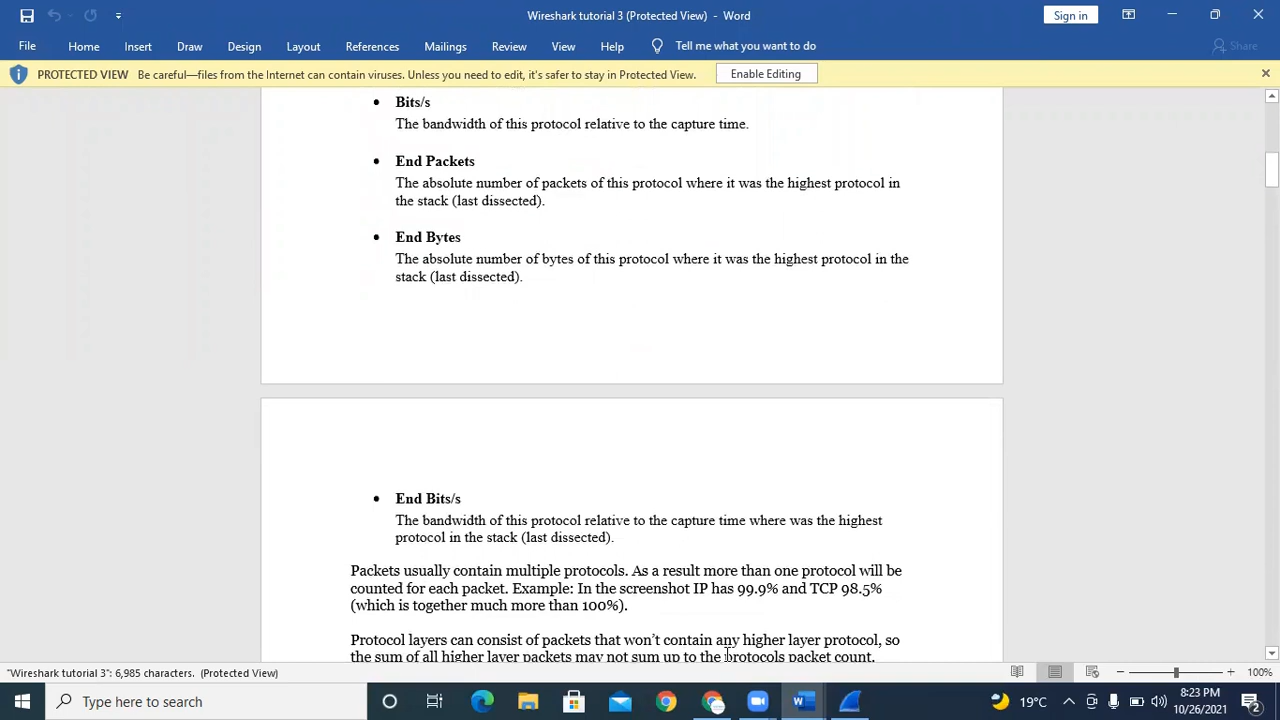 Wireshark tutorial 3 (Protected View) - Word
Sign in
File Home Insert Draw Design Layout References Mailings Review View Help Tell me what you want to do Share
PROTECTED VIEW Be careful—files from the Internet can contain viruses. Unless you need to edit, it's safer to stay in Protected View. Enable Editing
• Bits/s
The bandwidth of this protocol relative to the capture time.
• End Packets
The absolute number of packets of this protocol where it was the highest protocol in
the stack (last dissected).
• End Bytes
The absolute number of bytes of this protocol where it was the highest protocol in the
stack (last dissected).
• End Bits/s
The bandwidth of this protocol relative to the capture time where was the highest
protocol in the stack (last dissected).
Packets usually contain multiple protocols. As a result more than one protocol will be
counted for each packet. Example: In the screenshot IP has 99.9% and TCP 98.5%
(which is together much more than 100%).
Protocol layers can consist of packets that won't contain any higher layer protocol, so
the sum of all higher layer packets may not sum up to the protocols packet count.
"Wireshark tutorial 3": 6,985 characters. (Protected View)
100%
Type here to search
19°C
8:23 PM
10/26/2021
2